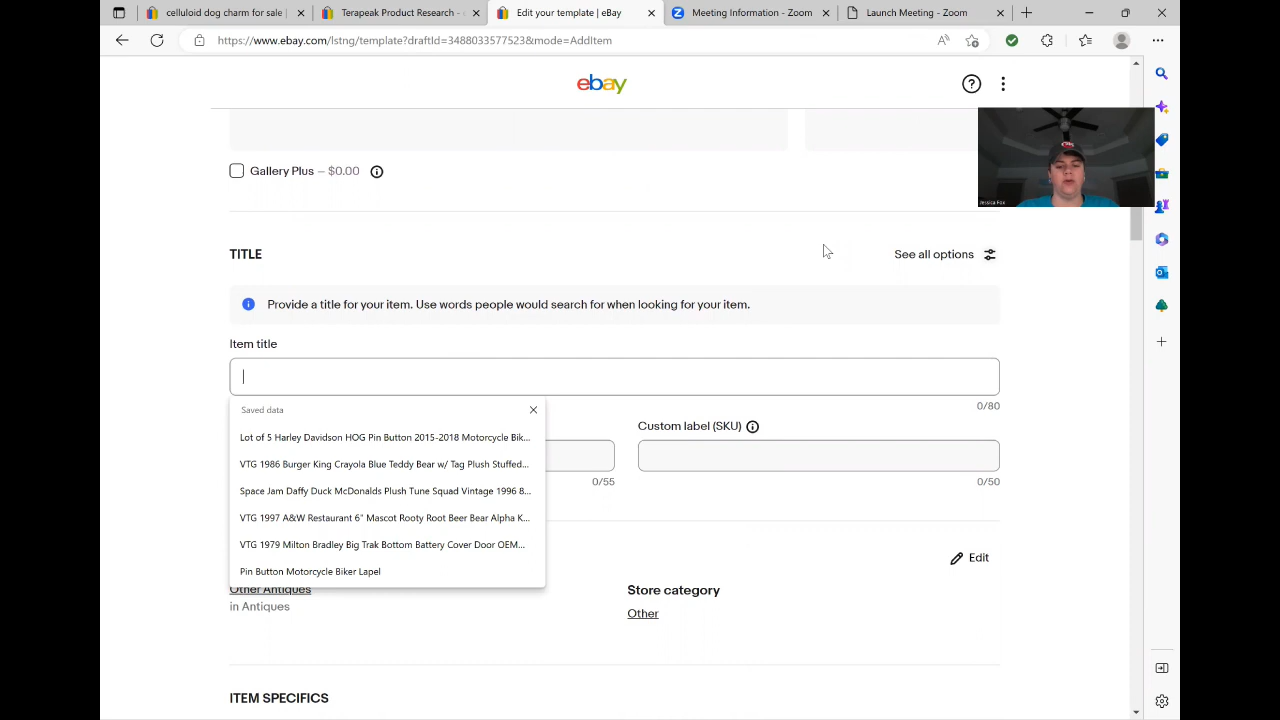 celluloid dog charm for sale |
Terapeak Product Research -
Edit your template | eBay
Meeting Information - Zoom
Launch Meeting - Zoom
https://www.ebay.com/lstng/template?draftId=3488033577523&mode=AddItem
ebay
Gallery Plus – $0.00
Jessica Fox
TITLE
See all options
Provide a title for your item. Use words people would search for when looking for your item.
Item title
0/80
Saved data
Custom label (SKU)
Lot of 5 Harley Davidson HOG Pin Button 2015-2018 Motorcycle Bik...
VTG 1986 Burger King Crayola Blue Teddy Bear w/ Tag Plush Stuffed...
0/55
0/50
Space Jam Daffy Duck McDonalds Plush Tune Squad Vintage 1996 8...
VTG 1997 A&W Restaurant 6" Mascot Rooty Root Beer Bear Alpha K...
VTG 1979 Milton Bradley Big Trak Bottom Battery Cover Door OEM...
Edit
Pin Button Motorcycle Biker Lapel
Other Antiques
in Antiques
Store category
Other
ITEM SPECIFICS